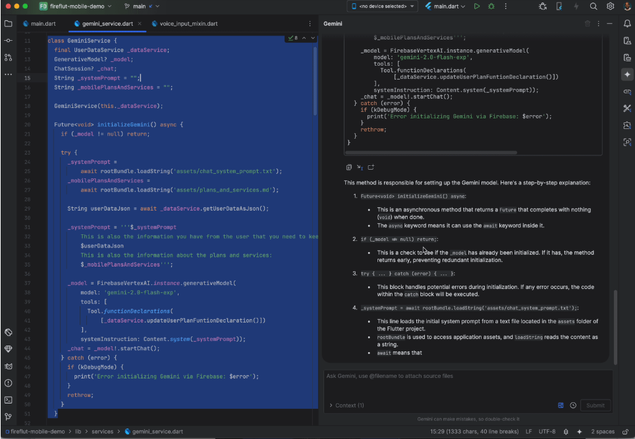 fireflut-mobile-demo
main
<no device selected>
main.dart
main.dart
gemini_service.dart
voice_input_mixin.dart
Gemini
class GeminiService {
final UserDataService _dataService;
GenerativeModel? _model;
ChatSession? _chat;
String _systemPrompt = "";
String _mobilePlansAndServices = "";
GeminiService(this._dataService);
Future<void> initializeGemini() async {
if (_model != null) return;
try {
_systemPrompt =
await rootBundle.loadString('assets/chat_system_prompt.txt');
_mobilePlansAndServices =
await rootBundle.loadString('assets/plans_and_services.md');
String userDataJson = await _dataService.getUserDataAsJson();
_systemPrompt = '''$_systemPrompt
This is also the information you have from the user that you need to kee
$userDataJson
This is also the information about the plans and services:
$_mobilePlansAndServices''';
_model = FirebaseVertexAI.instance.generativeModel(
model: 'gemini-2.0-flash-exp',
tools: [
Tool.functionDeclarations(
[_dataService.updateUserPlanFuntionDeclaration()])
],
systemInstruction: Content.system(_systemPrompt));
_chat = _model!.startChat();
} catch (error) {
if (kDebugMode) {
print('Error initializing Gemini via Firebase: $error');
}
rethrow;
}
}
$_mobilePlansAndServices''';
_model = FirebaseVertexAI.instance.generativeModel(
model: 'gemini-2.0-flash-exp',
tools: [
Tool.functionDeclarations(
[_dataService.updateUserPlanFuntionDeclaration()])
],
systemInstruction: Content.system(_systemPrompt));
_chat = _model!.startChat();
} catch (error) {
if (kDebugMode) {
print('Error initializing Gemini via Firebase: $error');
}
rethrow;
}
}
This method is responsible for setting up the Gemini model. Here's a step-by-step explanation:
1. Future<void> initializeGemini() async:
• This is an asynchronous method that returns a Future that completes with nothing
(void) when done.
• The async keyword means it can use the await keyword inside it.
2. if (_model != null) return;:
• This is a check to see if the _model has already been initialized. If it has, the method
returns early, preventing redundant initialization.
3. try { ... } catch (error) { ... }:
• This block handles potential errors during initialization. If any error occurs, the code
within the catch block will be executed.
4. _systemPrompt = await rootBundle.loadString('assets/chat_system_prompt.txt');:
• This line loads the initial system prompt from a text file located in the assets folder of
the Flutter project.
• rootBundle is used to access application assets, and loadString reads the content as
a string.
• await means that
Ask Gemini, use @filename to attach source files
Context (1)
Submit
Gemini can make mistakes, so double-check it
fireflut-mobile-demo > lib > services > gemini_service.dart
15:29 (1333 chars, 40 line breaks)
LF
UTF-8
2 spaces